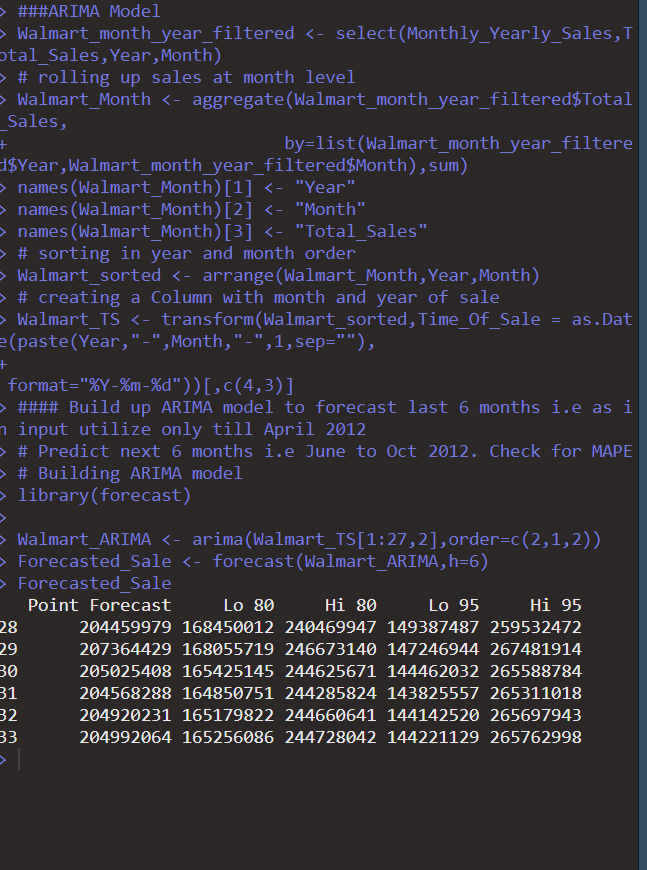 > ###ARIMA Model
> Walmart_month_year_filtered <- select(Monthly_Yearly_Sales,T
otal_Sales,Year,Month)
> # rolling up sales at month level
> Walmart_Month <- aggregate(Walmart_month_year_filtered$Total
_Sales,
+                            by=list(Walmart_month_year_filtere
d$Year,Walmart_month_year_filtered$Month),sum)
> names(Walmart_Month)[1] <- "Year"
> names(Walmart_Month)[2] <- "Month"
> names(Walmart_Month)[3] <- "Total_Sales"
> # sorting in year and month order
> Walmart_sorted <- arrange(Walmart_Month,Year,Month)
> # creating a Column with month and year of sale
> Walmart_TS <- transform(Walmart_sorted,Time_Of_Sale = as.Dat
e(paste(Year,"-",Month,"-",1,sep=""),
+
 format="%Y-%m-%d"))[,c(4,3)]
> #### Build up ARIMA model to forecast last 6 months i.e as i
n input utilize only till April 2012
> # Predict next 6 months i.e June to Oct 2012. Check for MAPE
> # Building ARIMA model
> library(forecast)
>
> Walmart_ARIMA <- arima(Walmart_TS[1:27,2],order=c(2,1,2))
> Forecasted_Sale <- forecast(Walmart_ARIMA,h=6)
> Forecasted_Sale
   Point Forecast     Lo 80     Hi 80     Lo 95     Hi 95
28      204459979 168450012 240469947 149387487 259532472
29      207364429 168055719 246673140 147246944 267481914
30      205025408 165425145 244625671 144462032 265588784
31      204568288 164850751 244285824 143825557 265311018
32      204920231 165179822 244660641 144142520 265697943
33      204992064 165256086 244728042 144221129 265762998
>